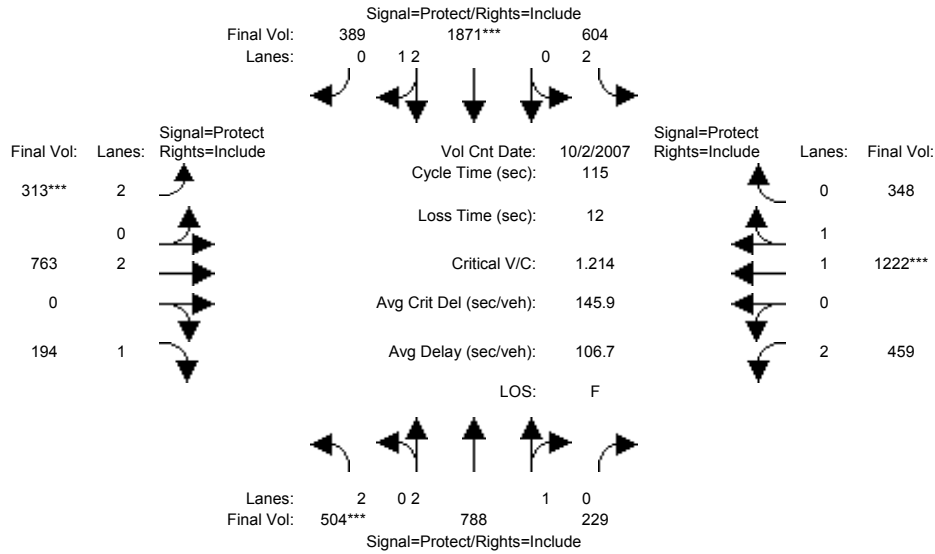 Signal=Protect/Rights=Include
Final Vol: 389 1871*** 604
Lanes: 0 1 2 0 2
Signal=Protect Signal=Protect
Final Vol: Lanes: Rights=Include Vol Cnt Date: 10/2/2007 Rights=Include Lanes: Final Vol:
Cycle Time (sec): 115
313*** 2 0 348
Loss Time (sec): 12
0 1
763 2 Critical V/C: 1.214 1 1222***
0 Avg Crit Del (sec/veh): 145.9 0
194 1 Avg Delay (sec/veh): 106.7 2 459
LOS: F
Lanes: 2 0 2 1 0
Final Vol: 504*** 788 229
Signal=Protect/Rights=Include